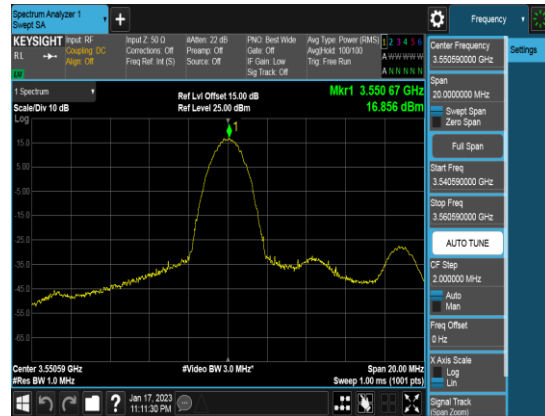 Spectrum Analyzer 1
Swept SA
+
Frequency
KEYSIGHT
Input: RF
Coupling: DC
Align: Off
Input Z: 50 Ω
Corrections: Off
Freq Ref: Int (S)
#Atten: 22 dB
Preamp: Off
Source: Off
PNO: Best Wide
Gate: Off
IF Gain: Low
Sig Track: Off
Avg Type: Power (RMS)
Avg|Hold: 100/100
Trig: Free Run
1 2 3 4 5 6
A W W W W W
A N N N N N
RL
LXI
1 Spectrum
Scale/Div 10 dB
Ref Lvl Offset 15.00 dB
Ref Level 25.00 dBm
Mkr1 3.550 67 GHz
16.856 dBm
Log
1
15.0
5.00
-5.00
-15.0
-25.0
-35.0
-45.0
-55.0
-65.0
Center 3.55059 GHz
#Res BW 1.0 MHz
#Video BW 3.0 MHz*
Span 20.00 MHz
Sweep 1.00 ms (1001 pts)
Jan 17, 2023
11:11:30 PM
?
Center Frequency
3.550590000 GHz
Settings
Span
20.0000000 MHz
Swept Span
Zero Span
Full Span
Start Freq
3.540590000 GHz
Stop Freq
3.560590000 GHz
AUTO TUNE
CF Step
2.000000 MHz
Auto
Man
Freq Offset
0 Hz
X Axis Scale
Log
Lin
Signal Track
(Span Zoom)